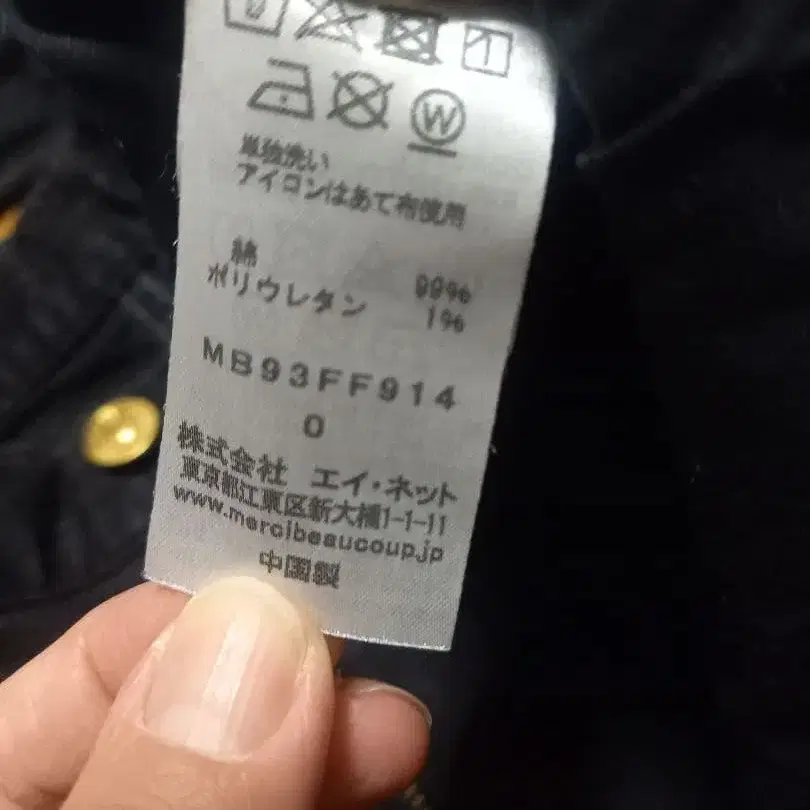 W
単独洗い
アイロンはあて布使用
綿 99%
ポリウレタン 1%
MB93FF914
0
株式会社 エイ・ネット
東京都江東区新大橋1-1-11
www.mercibeaucoup.jp
中国製